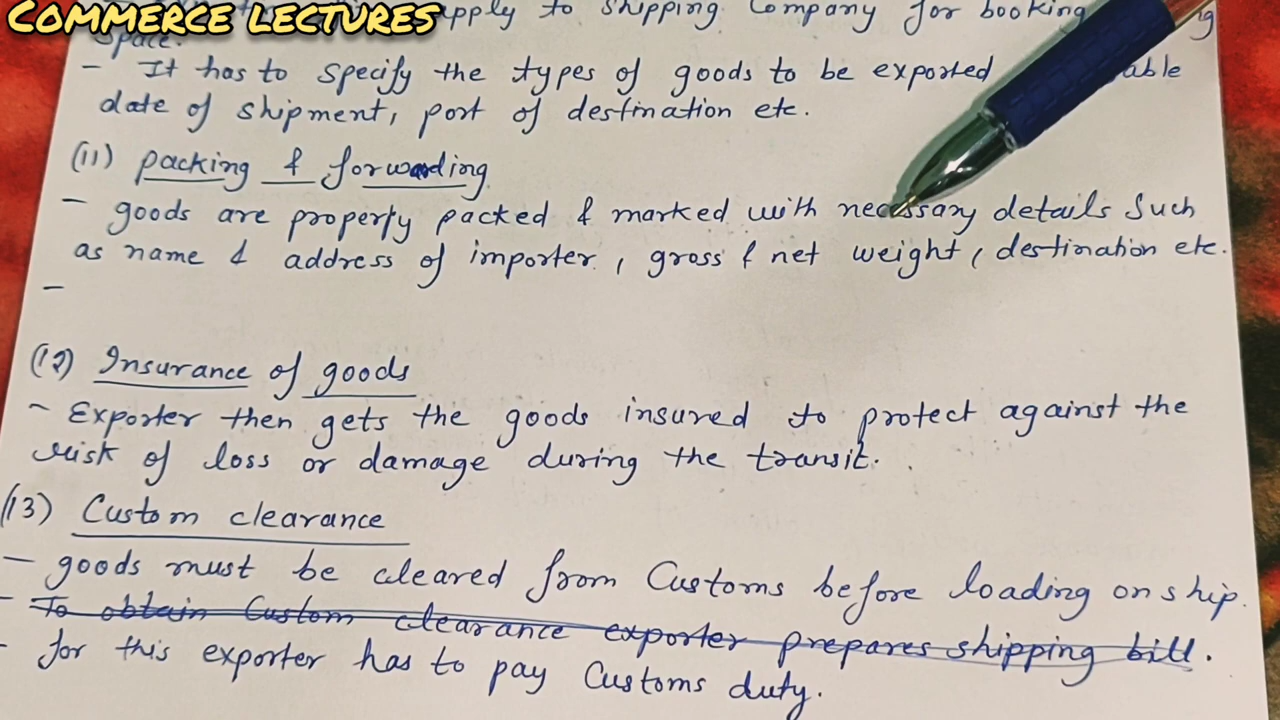 COMMERCE LECTURES
apply to shipping Company for booking
space.
- It has to specify the types of goods to be exported
date of shipment, port of destination etc.
(11) packing & forwarding
- goods are properly packed & marked with necessary details such
as name & address of importer, gross & net weight, destination etc.
-
(12) Insurance of goods
- Exporter then gets the goods insured to protect against the
risk of loss or damage during the transit.
(13) Custom clearance
- goods must be cleared from Customs before loading on ship.
- To obtain Custom clearance exporter prepares shipping bill.
- for this exporter has to pay Customs duty.